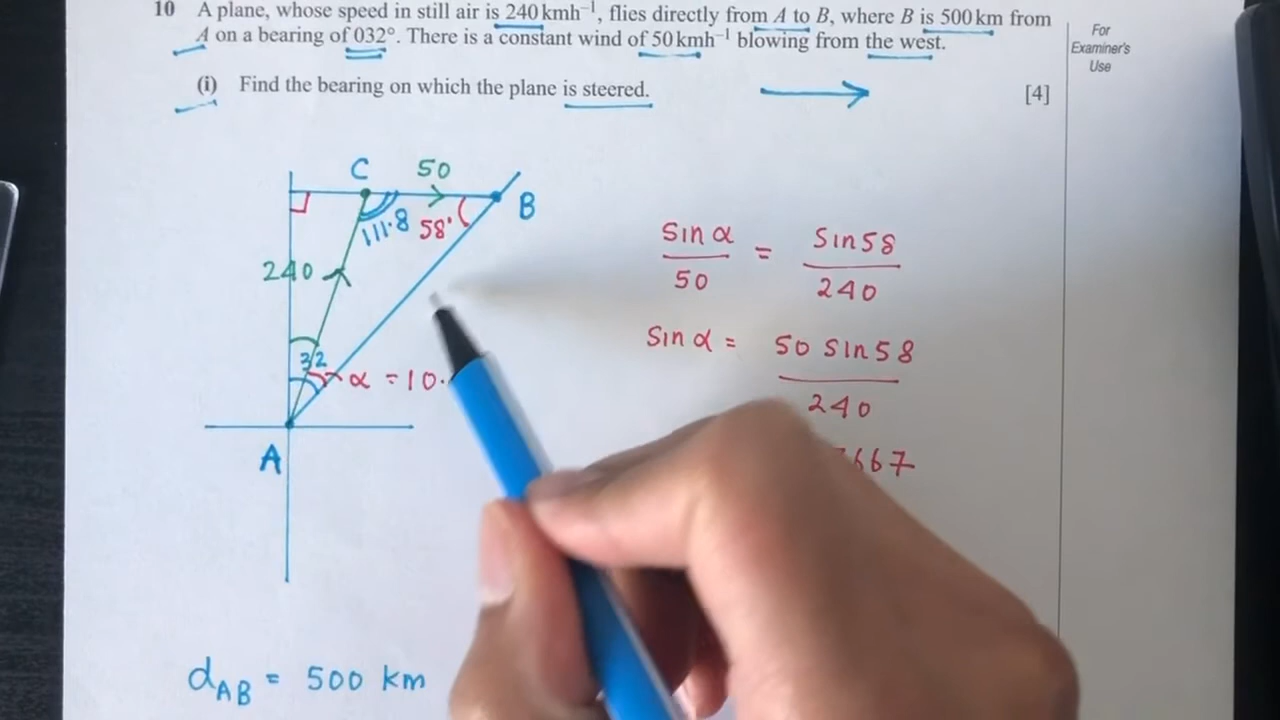 10 A plane, whose speed in still air is 240 kmh⁻¹, flies directly from A to B, where B is 500 km from
A on a bearing of 032°. There is a constant wind of 50 kmh⁻¹ blowing from the west.
For
Examiner's
Use
(i) Find the bearing on which the plane is steered.
[4]
C 50
B
111.8 58°
240
32
α = 10.
A
sin α / 50 = sin 58 / 240
sin α = 50 sin 58 / 240
667
dAB = 500 km